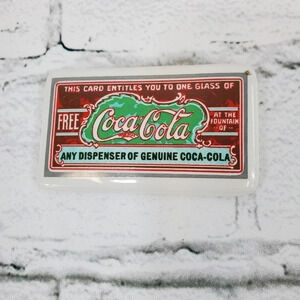 THIS CARD ENTITLES YOU TO ONE GLASS OF
FREE
Coca-Cola
AT THE
FOUNTAIN
OF
ANY DISPENSER OF GENUINE COCA-COLA